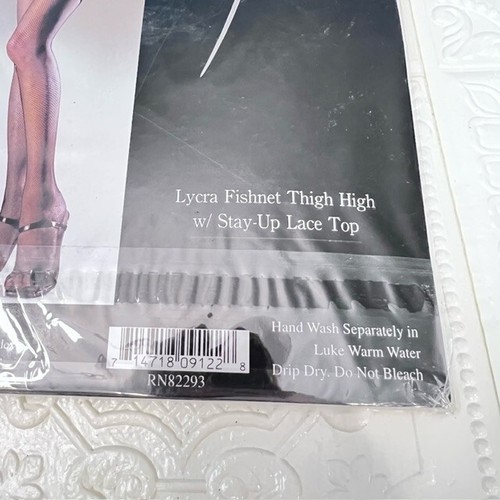 Lycra Fishnet Thigh High
w/ Stay-Up Lace Top
Hand Wash Separately in
Luke Warm Water
Drip Dry. Do Not Bleach
7 14718 09122 8
RN82293